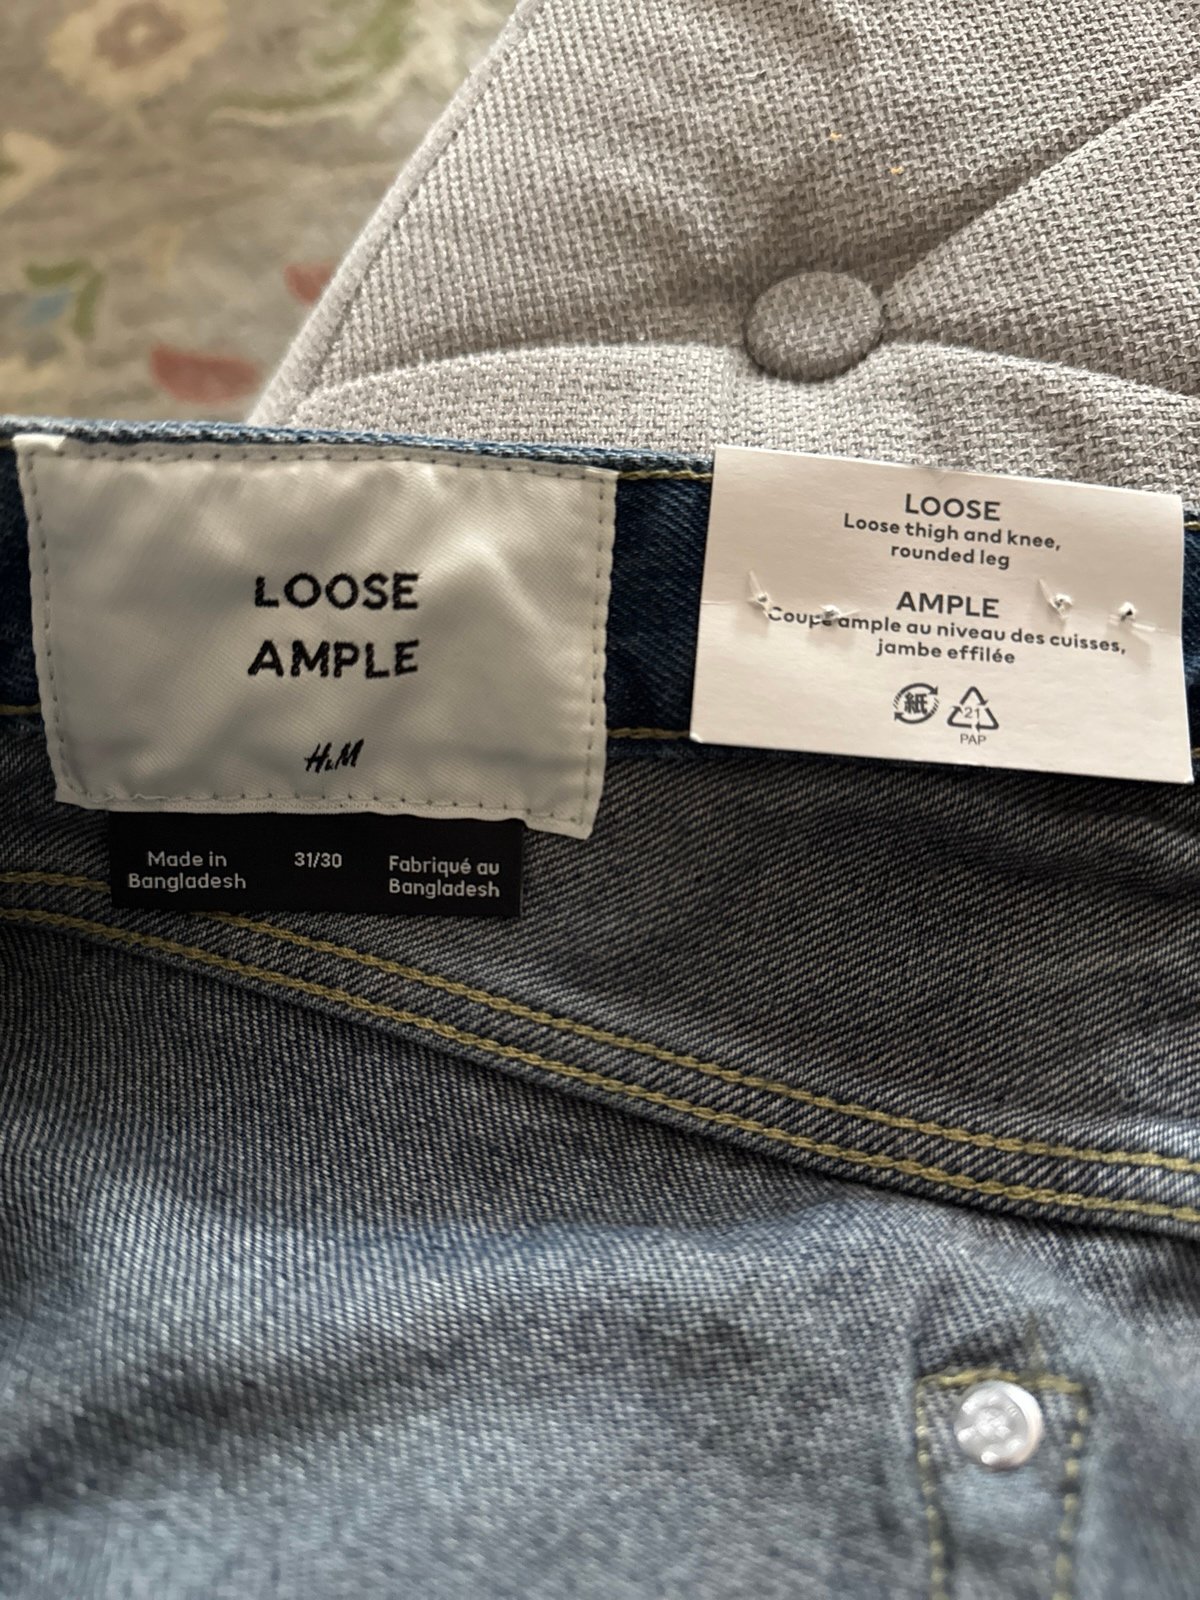 LOOSE
AMPLE
H&M
Made in
Bangladesh
31/30
Fabriqué au
Bangladesh
LOOSE
Loose thigh and knee,
rounded leg
AMPLE
Coupe ample au niveau des cuisses,
jambe effilée
紙
21
PAP